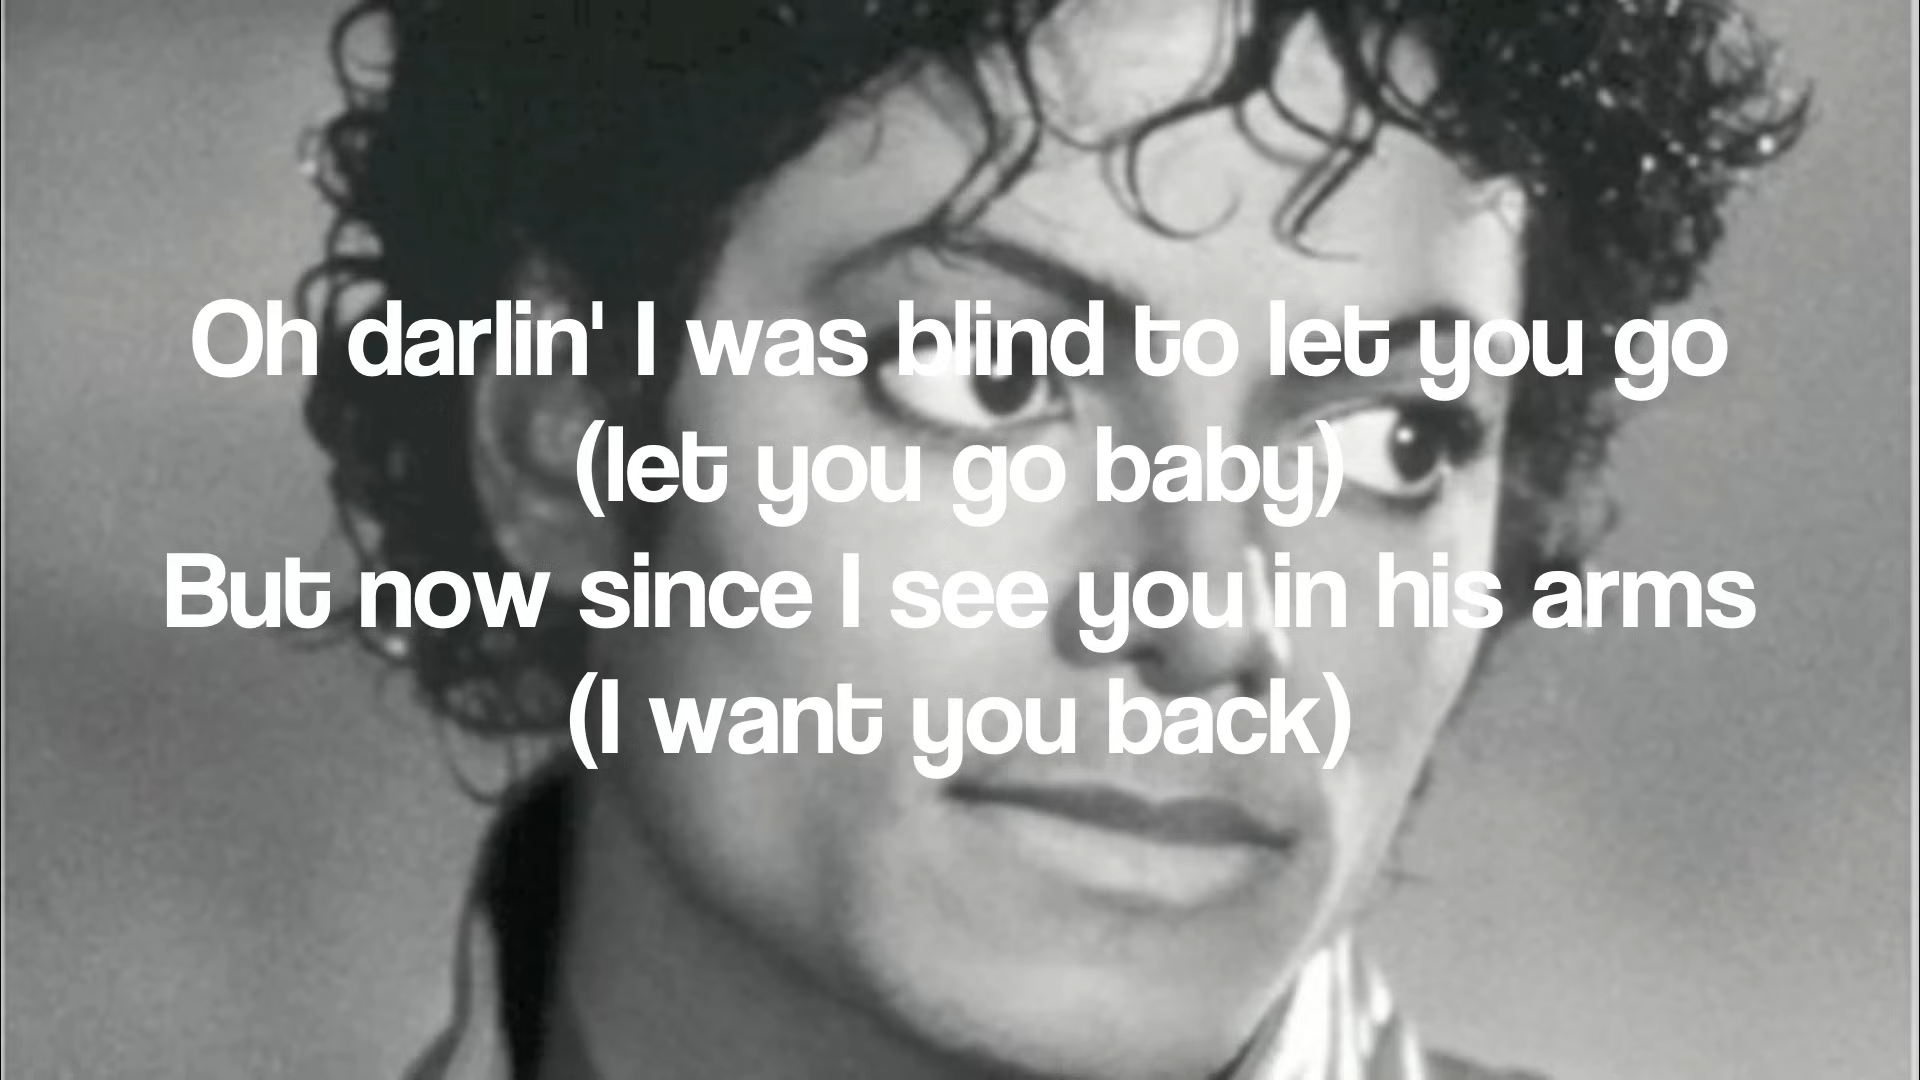 Oh darlin' I was blind to let you go
(let you go baby)
But now since I see you in his arms
(I want you back)